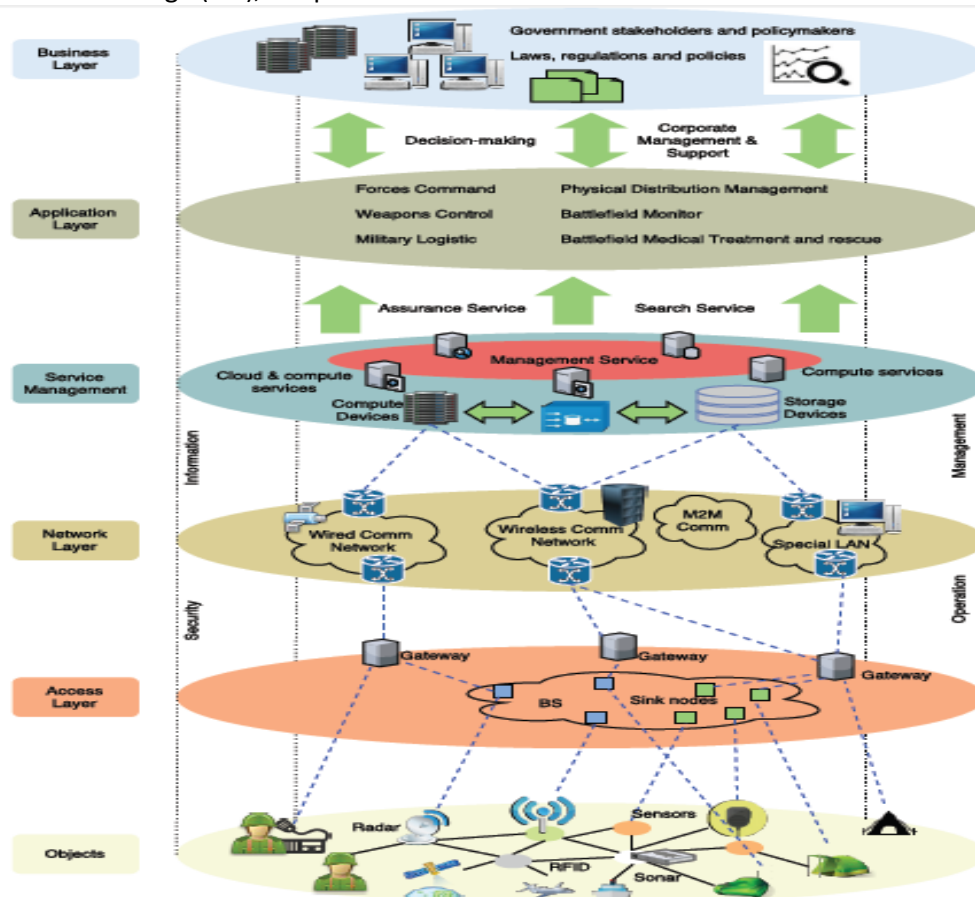 Business
Layer
Government stakeholders and policymakers
Laws, regulations and policies
Decision-making
Corporate
Management &
Support
Application
Layer
Forces Command
Physical Distribution Management
Weapons Control
Battlefield Monitor
Military Logistic
Battlefield Medical Treatment and rescue
Assurance Service
Search Service
Service
Management
Management Service
Cloud & compute
services
Compute services
Compute
Devices
Storage
Devices
Information
Management
Network
Layer
Wired Comm
Network
Wireless Comm
Network
M2M
Comm
Special LAN
Security
Operation
Access
Layer
Gateway
Gateway
Gateway
BS
Sink nodes
Objects
Radar
Sensors
RFID
Sonar